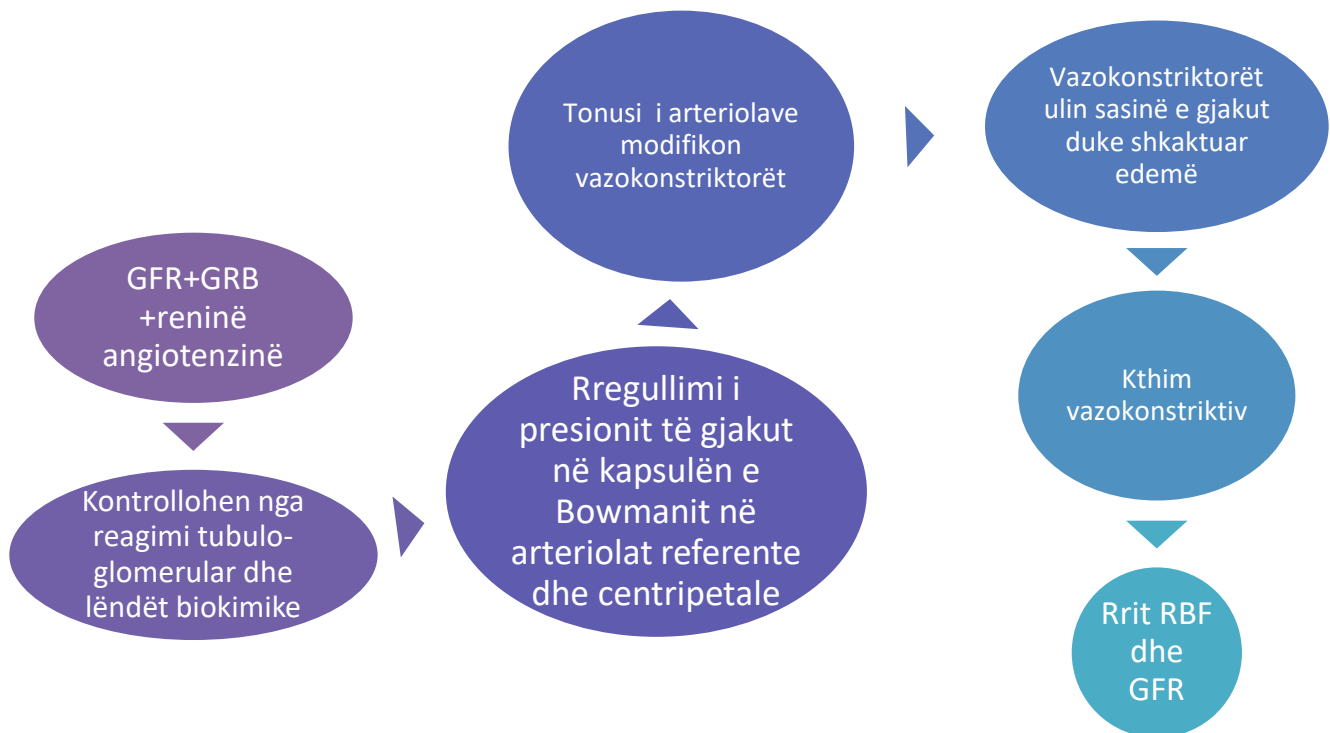 GFR+GRB
+reninë
angiotenzinë
Kontrollohen nga
reagimi tubulo-
glomerular dhe
lëndët biokimike
Rregullimi i
presionit të gjakut
në kapsulën e
Bowmanit në
arteriolat referente
dhe centripetale
Tonusi i arteriolave
modifikon
vazokonstriktorët
Vazokonstriktorët
ulin sasinë e gjakut
duke shkaktuar
edemë
Kthim
vazokonstriktiv
Rrit RBF
dhe
GFR